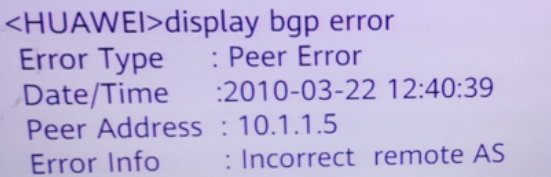 <HUAWEI>display bgp error
Error Type : Peer Error
Date/Time :2010-03-22 12:40:39
Peer Address : 10.1.1.5
Error Info : Incorrect remote AS